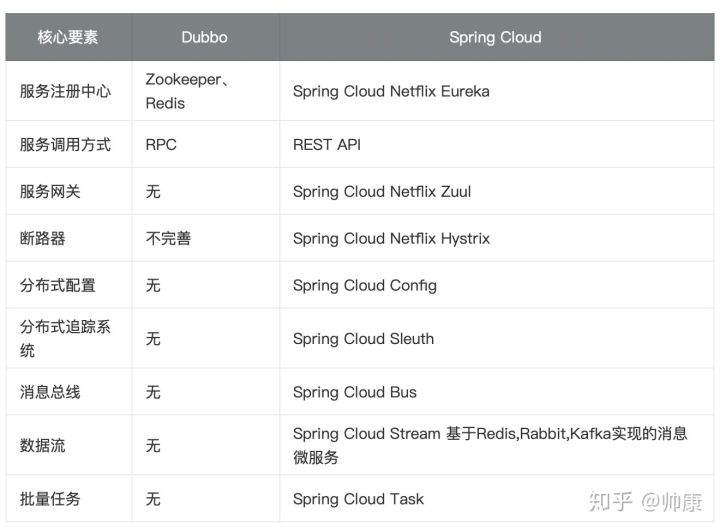 核心要素 Dubbo Spring Cloud
服务注册中心 Zookeeper、 Spring Cloud Netflix Eureka
Redis
服务调用方式 RPC REST API
服务网关 无 Spring Cloud Netflix Zuul
断路器 不完善 Spring Cloud Netflix Hystrix
分布式配置 无 Spring Cloud Config
分布式追踪系 无 Spring Cloud Sleuth
统
消息总线 无 Spring Cloud Bus
数据流 无 Spring Cloud Stream 基于Redis,Rabbit,Kafka实现的消息
微服务
批量任务 无 Spring Cloud Task
知乎 @帅康